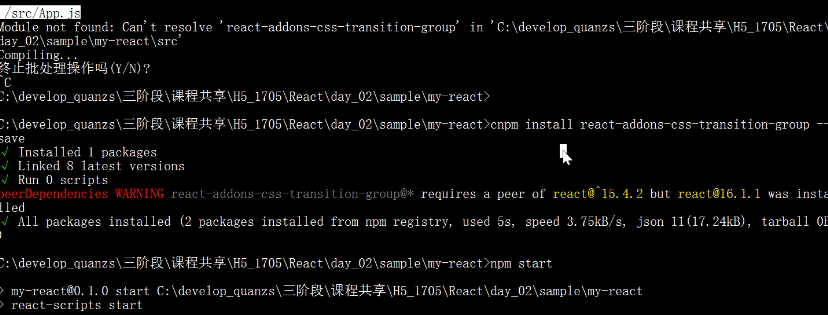 ./src/App.js
Module not found: Can't resolve 'react-addons-css-transition-group' in 'C:\develop_quanzs\三阶段\课程共享\H5_1705\React\
day_02\sample\my-react\src'
Compiling...
终止批处理操作吗(Y/N)?
^C
C:\develop_quanzs\三阶段\课程共享\H5_1705\React\day_02\sample\my-react>
C:\develop_quanzs\三阶段\课程共享\H5_1705\React\day_02\sample\my-react>cnpm install react-addons-css-transition-group --
save
√ Installed 1 packages
√ Linked 8 latest versions
√ Run 0 scripts
peerDependencies WARNING react-addons-css-transition-group@* requires a peer of react@^15.4.2 but react@16.1.1 was insta
lled
√ All packages installed (2 packages installed from npm registry, used 5s, speed 3.75kB/s, json 11(17.24kB), tarball 0B
)
C:\develop_quanzs\三阶段\课程共享\H5_1705\React\day_02\sample\my-react>npm start
> my-react@0.1.0 start C:\develop_quanzs\三阶段\课程共享\H5_1705\React\day_02\sample\my-react
> react-scripts start